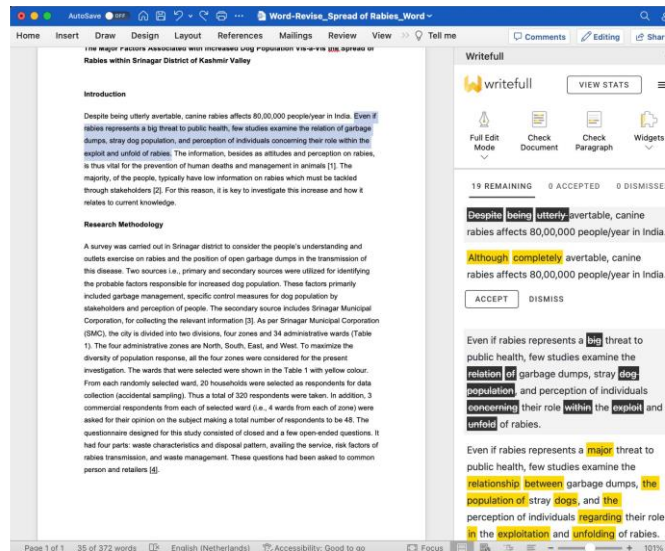 AutoSave OFF
Word-Revise_Spread of Rabies_Word
Home Insert Draw Design Layout References Mailings Review View Tell me
Comments Editing Shar
The Major Factors Associated with Increased Dog Population Vis-à-vis the Spread of
Rabies within Srinagar District of Kashmir Valley
Introduction
Despite being utterly avertable, canine rabies affects 80,00,000 people/year in India. Even if
rabies represents a big threat to public health, few studies examine the relation of garbage
dumps, stray dog population, and perception of individuals concerning their role within the
exploit and unfold of rabies. The information, besides as attitudes and perception on rabies,
is thus vital for the prevention of human deaths and management in animals [1]. The
majority, of the people, typically have low information on rabies which must be tackled
through stakeholders [2]. For this reason, it is key to investigate this increase and how it
relates to current knowledge.
Research Methodology
A survey was carried out in Srinagar district to consider the people's understanding and
outlets exercise on rabies and the position of open garbage dumps in the transmission of
this disease. Two sources i.e., primary and secondary sources were utilized for identifying
the probable factors responsible for increased dog population. These factors primarily
included garbage management, specific control measures for dog population by
stakeholders and perception of people. The secondary source includes Srinagar Municipal
Corporation, for collecting the relevant information [3]. As per Srinagar Municipal Corporation
(SMC), the city is divided into two divisions, four zones and 34 administrative wards (Table
1). The four administrative zones are North, South, East, and West. To maximize the
diversity of population response, all the four zones were considered for the present
investigation. The wards that were selected were shown in the Table 1 with yellow colour.
From each randomly selected ward, 20 households were selected as respondents for data
collection (accidental sampling). Thus a total of 320 respondents were taken. In addition, 3
commercial respondents from each of selected ward (i.e., 4 wards from each of zone) were
asked for their opinion on the subject making a total number of respondents to be 48. The
questionnaire designed for this study consisted of closed and a few open-ended questions. It
had four parts: waste characteristics and disposal pattern, availing the service, risk factors of
rabies transmission, and waste management. These questions had been asked to common
person and retailers [4].
Writefull
writefull VIEW STATS
Full Edit Mode
Check Document
Check Paragraph
Widgets
19 REMAINING 0 ACCEPTED 0 DISMISSE
Despite being utterly avertable, canine
rabies affects 80,00,000 people/year in India.
Although completely avertable, canine
rabies affects 80,00,000 people/year in India.
ACCEPT DISMISS
Even if rabies represents a big threat to
public health, few studies examine the
relation of garbage dumps, stray dog
population, and perception of individuals
concerning their role within the exploit and
unfold of rabies.
Even if rabies represents a major threat to
public health, few studies examine the
relationship between garbage dumps, the
population of stray dogs, and the
perception of individuals regarding their role
in the exploitation and unfolding of rabies.
Page 1 of 1 35 of 372 words English (Netherlands) Accessibility: Good to go Focus 101%